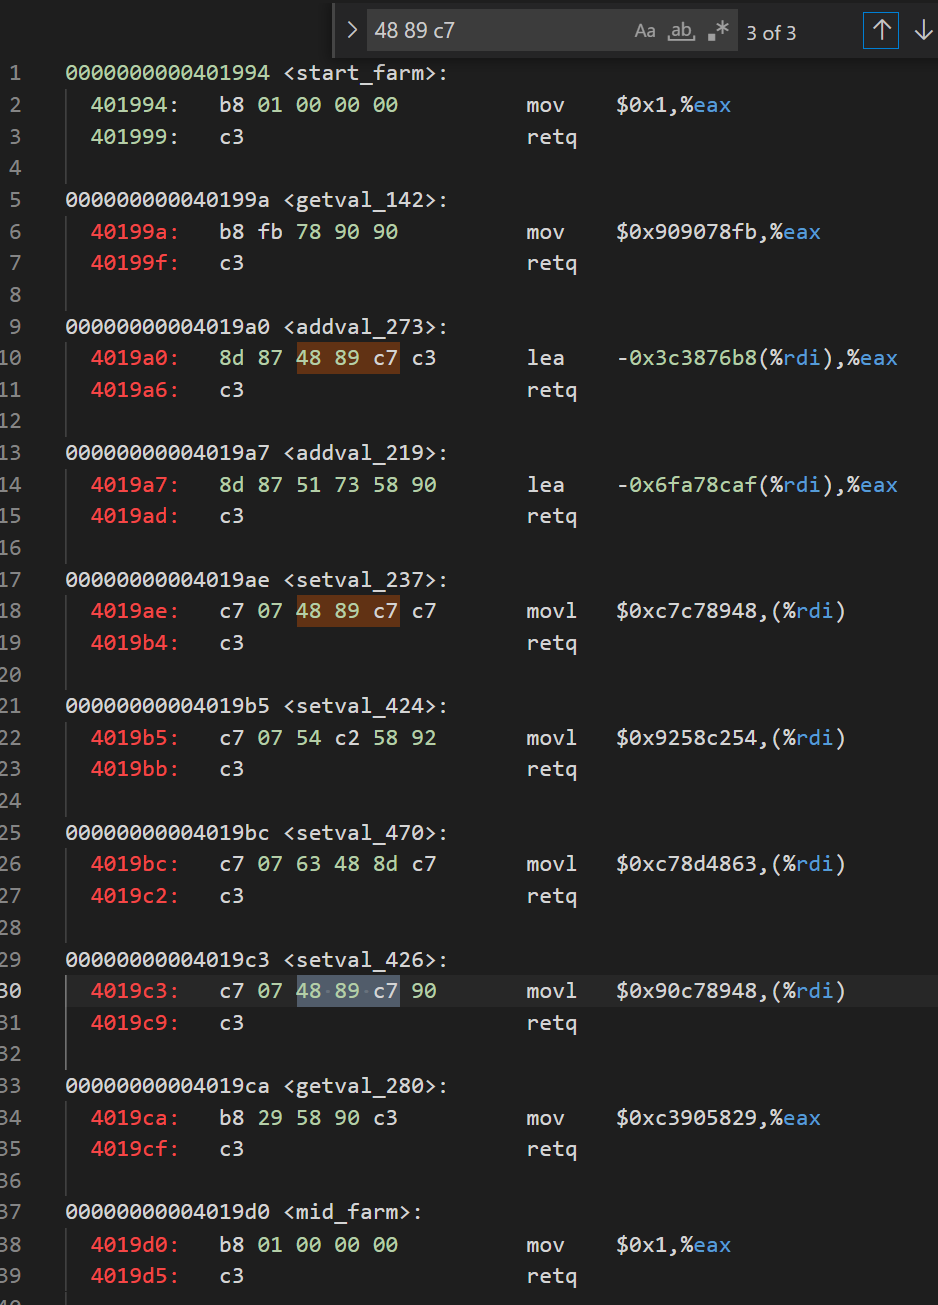 48 89 c7 Aa ab .* 3 of 3
1 0000000000401994 <start_farm>:
2 401994: b8 01 00 00 00 mov $0x1,%eax
3 401999: c3 retq
4
5 000000000040199a <getval_142>:
6 40199a: b8 fb 78 90 90 mov $0x909078fb,%eax
7 40199f: c3 retq
8
9 00000000004019a0 <addval_273>:
10 4019a0: 8d 87 48 89 c7 c3 lea -0x3c3876b8(%rdi),%eax
11 4019a6: c3 retq
12
13 00000000004019a7 <addval_219>:
14 4019a7: 8d 87 51 73 58 90 lea -0x6fa78caf(%rdi),%eax
15 4019ad: c3 retq
16
17 00000000004019ae <setval_237>:
18 4019ae: c7 07 48 89 c7 c7 movl $0xc7c78948,(%rdi)
19 4019b4: c3 retq
20
21 00000000004019b5 <setval_424>:
22 4019b5: c7 07 54 c2 58 92 movl $0x9258c254,(%rdi)
23 4019bb: c3 retq
24
25 00000000004019bc <setval_470>:
26 4019bc: c7 07 63 48 8d c7 movl $0xc78d4863,(%rdi)
27 4019c2: c3 retq
28
29 00000000004019c3 <setval_426>:
30 4019c3: c7 07 48 89 c7 90 movl $0x90c78948,(%rdi)
31 4019c9: c3 retq
32
33 00000000004019ca <getval_280>:
34 4019ca: b8 29 58 90 c3 mov $0xc3905829,%eax
35 4019cf: c3 retq
36
37 00000000004019d0 <mid_farm>:
38 4019d0: b8 01 00 00 00 mov $0x1,%eax
39 4019d5: c3 retq
40